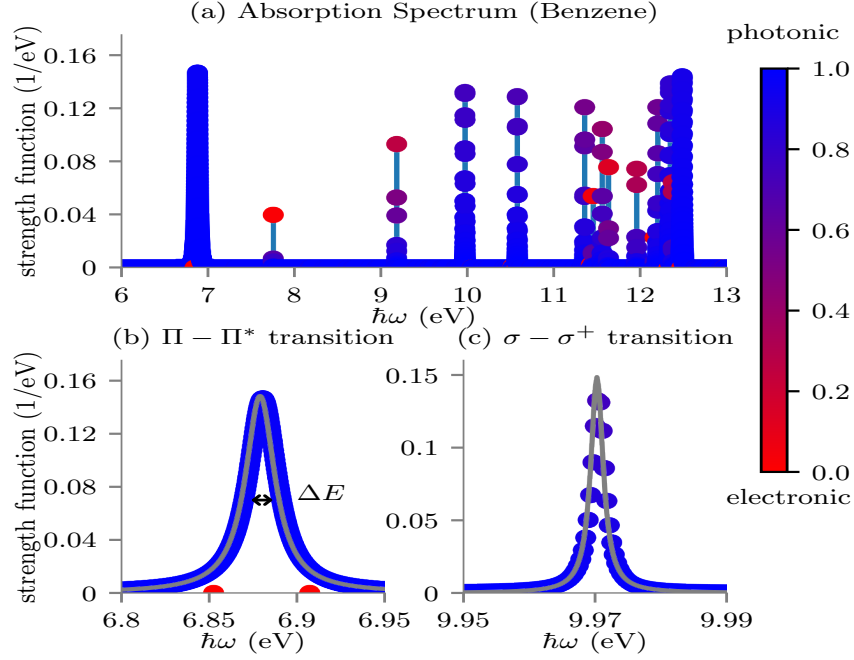 (a) Absorption Spectrum (Benzene)
strength function (1/eV)
0.16
0.12
0.08
0.04
0
6 7 8 9 10 11 12 13
ħω (eV)
photonic
1.0
0.8
0.6
0.4
0.2
0.0
electronic
(b) Π − Π* transition
strength function (1/eV)
0.16
0.12
0.08
0.04
0
ΔE
6.8 6.85 6.9 6.95
ħω (eV)
(c) σ − σ⁺ transition
0.15
0.1
0.05
0
9.95 9.97 9.99
ħω (eV)